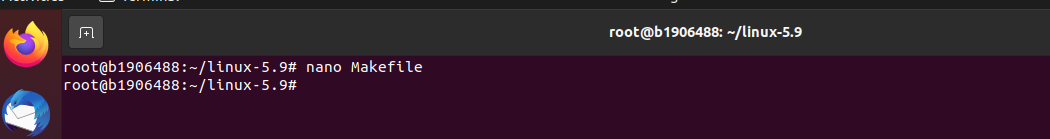 root@b1906488: ~/linux-5.9
root@b1906488:~/linux-5.9# nano Makefile
root@b1906488:~/linux-5.9#